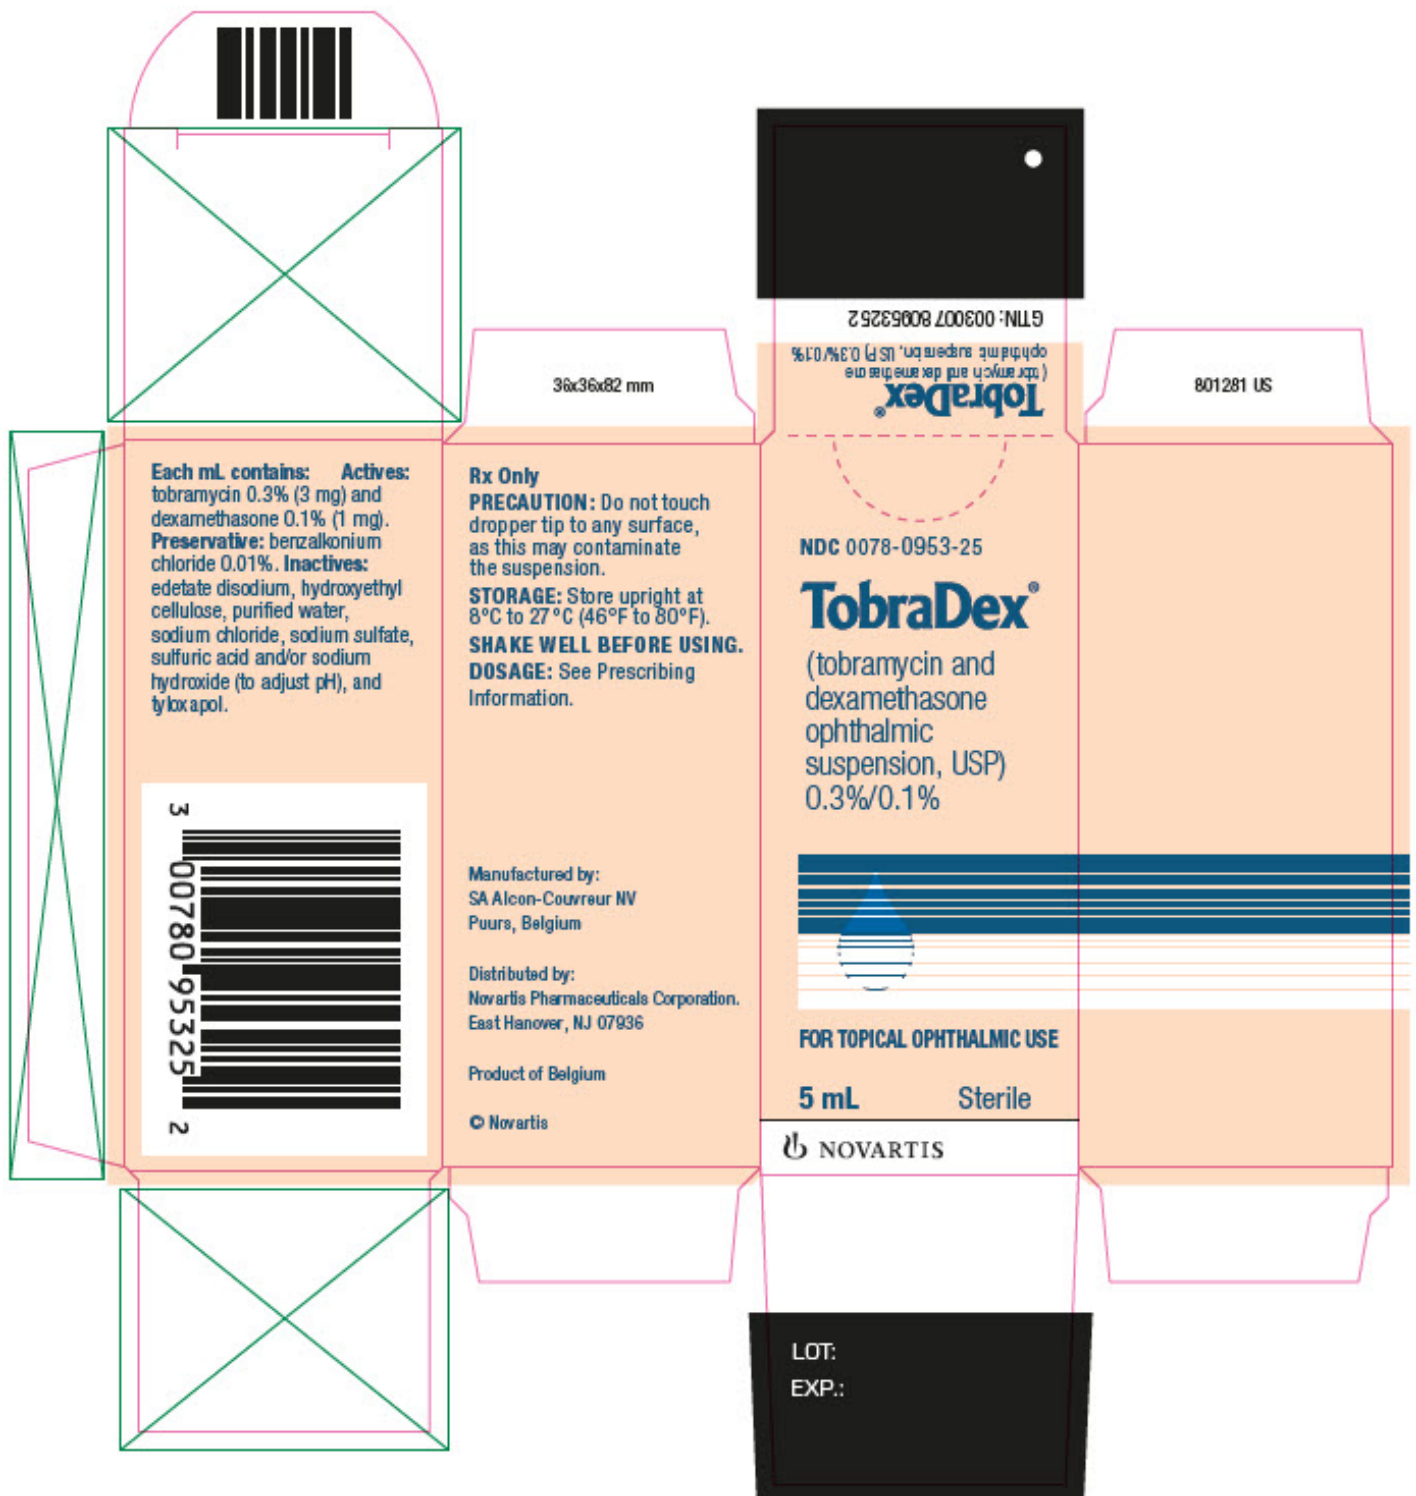 GTIN: 003007 80953252
(tobramycin and dexamethasone
ophthalmic suspension, USP) 0.3%/0.1%
TobraDex®
36x36x82 mm
801281 US
Each mL contains: Actives:
tobramycin 0.3% (3 mg) and
dexamethasone 0.1% (1 mg).
Preservative: benzalkonium
chloride 0.01%. Inactives:
edetate disodium, hydroxyethyl
cellulose, purified water,
sodium chloride, sodium sulfate,
sulfuric acid and/or sodium
hydroxide (to adjust pH), and
tyloxapol.
3 00780 95325 2
Rx Only
PRECAUTION: Do not touch
dropper tip to any surface,
as this may contaminate
the suspension.
STORAGE: Store upright at
8°C to 27°C (46°F to 80°F).
SHAKE WELL BEFORE USING.
DOSAGE: See Prescribing
Information.
Manufactured by:
SA Alcon-Couvreur NV
Puurs, Belgium
Distributed by:
Novartis Pharmaceuticals Corporation.
East Hanover, NJ 07936
Product of Belgium
© Novartis
NDC 0078-0953-25
TobraDex®
(tobramycin and
dexamethasone
ophthalmic
suspension, USP)
0.3%/0.1%
FOR TOPICAL OPHTHALMIC USE
5 mL Sterile
NOVARTIS
LOT:
EXP.: